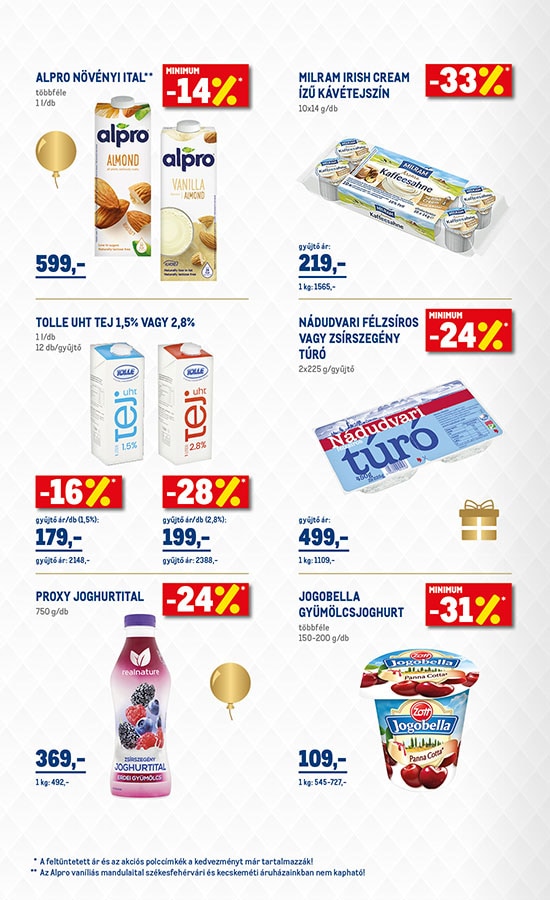 ALPRO NÖVÉNYI ITAL**
többféle
1 l/db
MINIMUM
-14%*
alpro
ALMOND
alpro
VANILLA
ALMOND
599,-
MILRAM IRISH CREAM
ÍZŰ KÁVÉTEJSZÍN
10x14 g/db
-33%*
MILRAM
Kaffeesahne
gyűjtő ár:
219,-
1 kg: 1565,-
TOLLE UHT TEJ 1,5% VAGY 2,8%
1 l/db
12 db/gyűjtő
TOLLE
Tej uht
1.5%
TOLLE
Tej uht
2.8%
-16%*
gyűjtő ár/db (1,5%):
179,-
gyűjtő ár: 2148,-
-28%*
gyűjtő ár/db (2,8%):
199,-
gyűjtő ár: 2388,-
NÁDUDVARI FÉLZSÍROS
VAGY ZSÍRSZEGÉNY
TÚRÓ
2x225 g/gyűjtő
MINIMUM
-24%*
Nádudvari
túró
450g
gyűjtő ár:
499,-
1 kg: 1109,-
PROXY JOGHURTITAL
750 g/db
-24%*
realnature
ZSÍRSZEGÉNY
JOGHURTITAL
ERDEI GYÜMÖLCS
369,-
1 kg: 492,-
JOGOBELLA
GYÜMÖLCSJOGHURT
többféle
150-200 g/db
MINIMUM
-31%*
Zott
Jogobella
Panna Cotta
Zott
Jogobella
Panna Cotta
109,-
1 kg: 545-727,-
* A feltüntetett ár és az akciós polccímkék a kedvezményt már tartalmazzák!
** Az Alpro vaníliás mandulaital székesfehérvári és kecskeméti áruházainkban nem kapható!